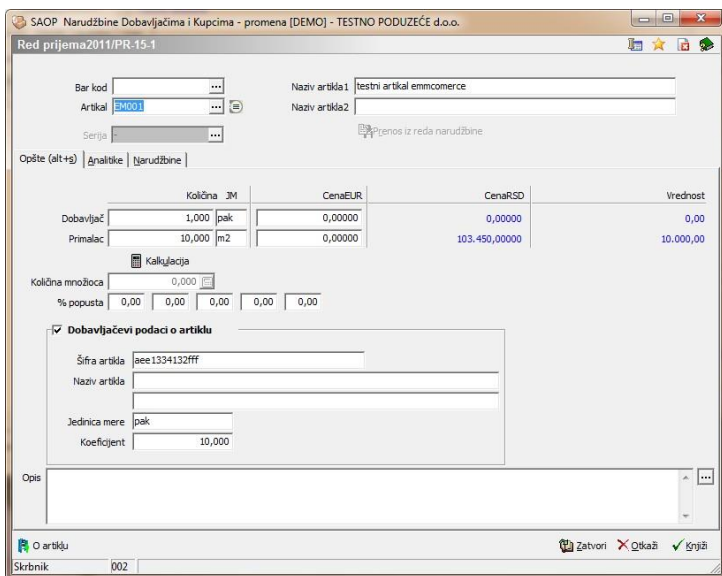 SAOP Narudžbine Dobavljačima i Kupcima - promena [DEMO] - TESTNO PODUZEĆE d.o.o.
Red prijema2011/PR-15-1
Bar kod ... Naziv artikla1 testni artikal emmcomerce
Artikal EM001 ... Naziv artikla2
Serija - ... Prenos iz reda narudžbine
Opšte (alt+s) Analitike Narudžbine
Količna JM CenaEUR CenaRSD Vrednost
Dobavljač 1,000 pak 0,00000 0,00000 0,00
Primalac 10,000 m2 0,00000 103.450,00000 10.000,00
Kalkulacija
Količina množioca 0,000
% popusta 0,00 0,00 0,00 0,00 0,00
Dobavljačevi podaci o artiklu
Šifra artikla aee1334132fff
Naziv artikla
Jedinica mere pak
Koeficijent 10,000
Opis ...
O artiklu Zatvori Otkaži Knjiži
Skrbnik 002